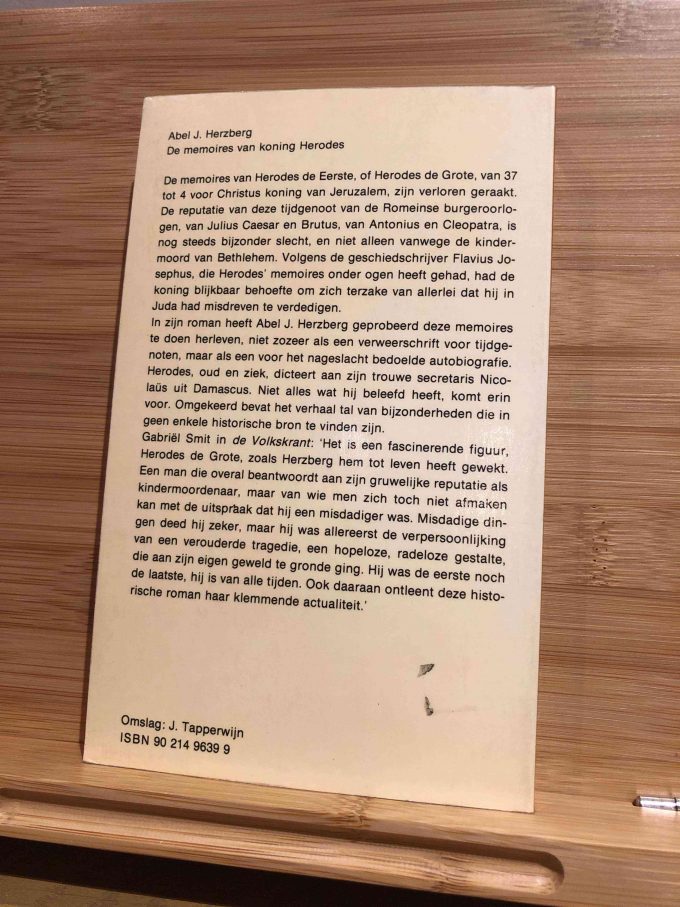 Abel J. Herzberg
De memoires van koning Herodes
De memoires van Herodes de Eerste, of Herodes de Grote, van 37
tot 4 voor Christus koning van Jeruzalem, zijn verloren geraakt.
De reputatie van deze tijdgenoot van de Romeinse burgeroorlo-
gen, van Julius Caesar en Brutus, van Antonius en Cleopatra, is
nog steeds bijzonder slecht, en niet alleen vanwege de kinder-
moord van Bethlehem. Volgens de geschiedschrijver Flavius Jo-
sephus, die Herodes' memoires onder ogen heeft gehad, had de
koning blijkbaar behoefte om zich terzake van allerlei dat hij in
Juda had misdreven te verdedigen.
In zijn roman heeft Abel J. Herzberg geprobeerd deze memoires
te doen herleven, niet zozeer als een verweerschrift voor tijdge-
noten, maar als een voor het nageslacht bedoelde autobiografie.
Herodes, oud en ziek, dicteert aan zijn trouwe secretaris Nico-
laüs uit Damascus. Niet alles wat hij beleefd heeft, komt erin
voor. Omgekeerd bevat het verhaal tal van bijzonderheden die in
geen enkele historische bron te vinden zijn.
Gabriël Smit in de Volkskrant: 'Het is een fascinerende figuur,
Herodes de Grote, zoals Herzberg hem tot leven heeft gewekt.
Een man die overal beantwoordt aan zijn gruwelijke reputatie als
kindermoordenaar, maar van wie men zich toch niet afmaken
kan met de uitspraak dat hij een misdadiger was. Misdadige din-
gen deed hij zeker, maar hij was allereerst de verpersoonlijking
van een verouderde tragedie, een hopeloze, radeloze gestalte,
die aan zijn eigen geweld te gronde ging. Hij was de eerste noch
de laatste, hij is van alle tijden. Ook daaraan ontleent deze histo-
rische roman haar klemmende actualiteit.'
Omslag: J. Tapperwijn
ISBN 90 214 9639 9